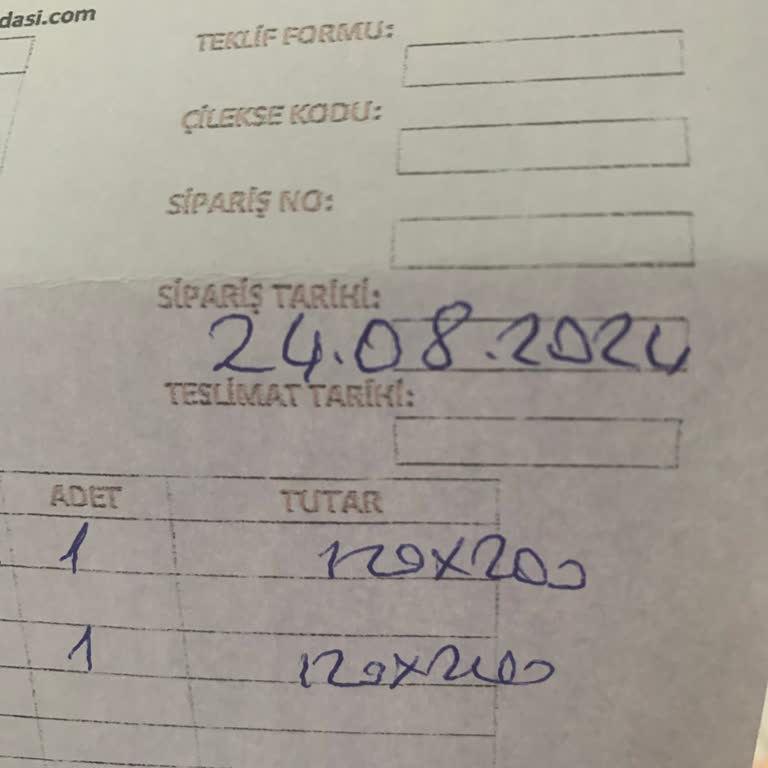 dasi.com
TEKLİF FORMU:
ÇİLEKSE KODU:
SİPARİŞ NO:
SİPARİŞ TARİHİ:
24.08.2024
TESLİMAT TARİHİ:
ADET TUTAR
1 120x200
1 120x200